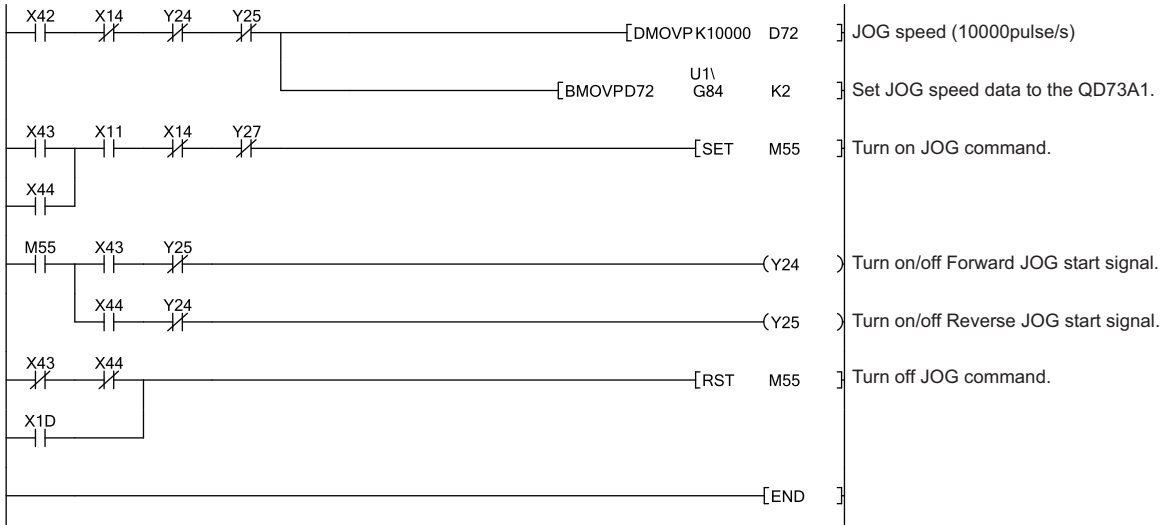 X42 X14 Y24 Y25
[DMOVP K10000 D72 ] JOG speed (10000pulse/s)
U1\
[BMOVPD72 G84 K2 ] Set JOG speed data to the QD73A1.
X43 X11 X14 Y27
[SET M55 ] Turn on JOG command.
X44
M55 X43 Y25
(Y24 ) Turn on/off Forward JOG start signal.
X44 Y24
(Y25 ) Turn on/off Reverse JOG start signal.
X43 X44
[RST M55 ] Turn off JOG command.
X1D
[END ]